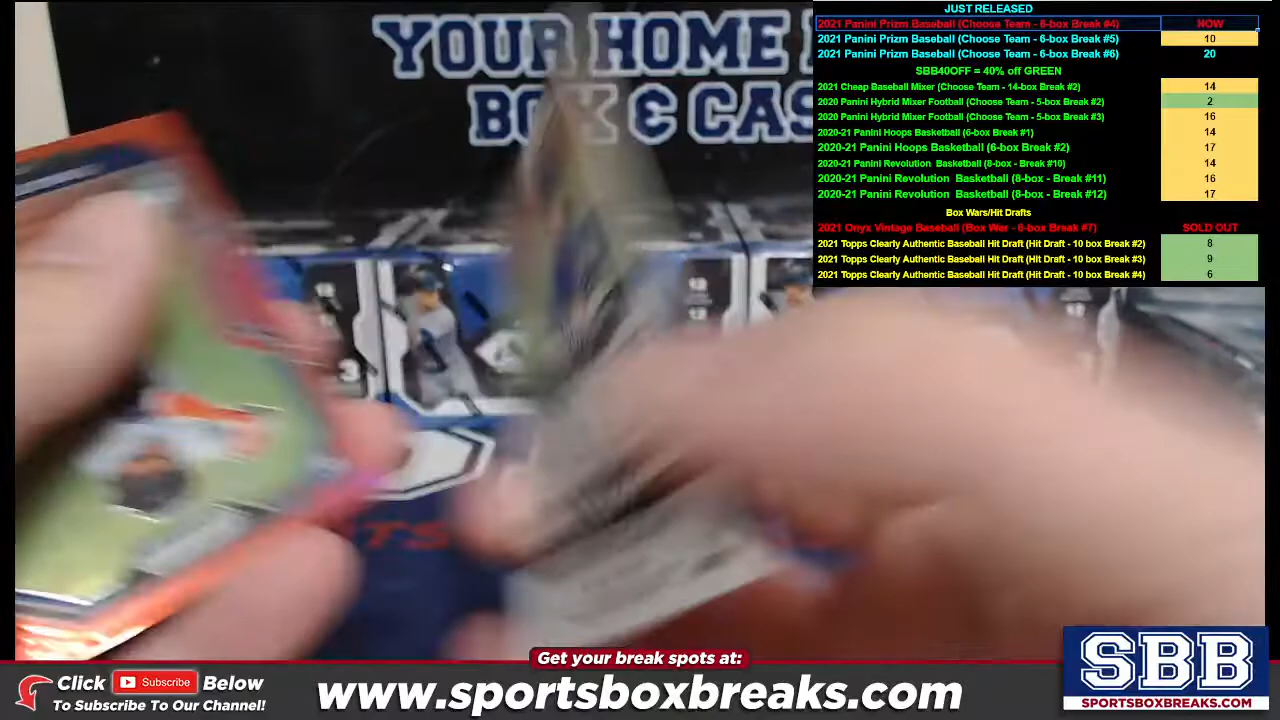 YOUR HOME
BOX & CAS
JUST RELEASED
2021 Panini Prizm Baseball (Choose Team - 6-box Break #4) NOW
2021 Panini Prizm Baseball (Choose Team - 6-box Break #5) 10
2021 Panini Prizm Baseball (Choose Team - 6-box Break #6) 20
SBB40OFF = 40% off GREEN
2021 Cheap Baseball Mixer (Choose Team - 14-box Break #2) 14
2020 Panini Hybrid Mixer Football (Choose Team - 5-box Break #2) 2
2020 Panini Hybrid Mixer Football (Choose Team - 5-box Break #3) 16
2020-21 Panini Hoops Basketball (6-box Break #1) 14
2020-21 Panini Hoops Basketball (6-box Break #2) 17
2020-21 Panini Revolution Basketball (8-box - Break #10) 14
2020-21 Panini Revolution Basketball (8-box - Break #11) 16
2020-21 Panini Revolution Basketball (8-box - Break #12) 17
Box Wars/Hit Drafts
2021 Onyx Vintage Baseball (Box War - 6-box Break #7) SOLD OUT
2021 Topps Clearly Authentic Baseball Hit Draft (Hit Draft - 10 box Break #2) 8
2021 Topps Clearly Authentic Baseball Hit Draft (Hit Draft - 10 box Break #3) 9
2021 Topps Clearly Authentic Baseball Hit Draft (Hit Draft - 10 box Break #4) 6
3
TS
Get your break spots at:
Click Subscribe Below
To Subscribe To Our Channel!
www.sportsboxbreaks.com
SBB
SPORTSBOXBREAKS.COM